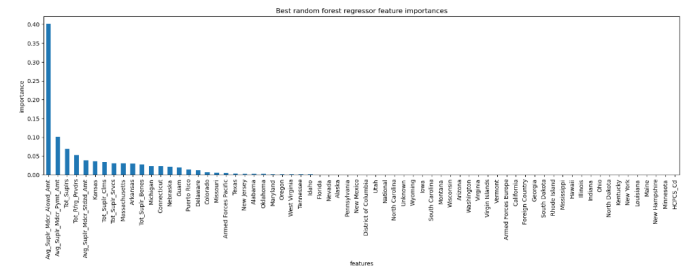 Best random forest regressor feature importances
importance
0.40
0.35
0.30
0.25
0.20
0.15
0.10
0.05
0.00
Avg_Suplr_Mdcr_Alowd_Amt
Avg_Suplr_Mdcr_Pymt_Amt
Tot_Suplrs
Tot_Rfrg_Prvdrs
Avg_Suplr_Mdcr_Stdzd_Amt
Kansas
Tot_Suplr_Clms
Tot_Suplr_Srvcs
Massachusetts
Arkansas
Tot_Suplr_Benes
Michigan
Connecticut
Nebraska
Guam
Puerto Rico
Delaware
Colorado
Missouri
Armed Forces Pacific
Texas
New Jersey
Alabama
Oklahoma
Maryland
Oregon
West Virginia
Tennessee
Idaho
Florida
Nevada
Alaska
Pennsylvania
New Mexico
District of Columbia
Utah
National
North Carolina
Unknown
Wyoming
Iowa
South Carolina
Montana
Wisconsin
Arizona
Washington
Virginia
Virgin Islands
Vermont
Armed Forces Europe
California
Foreign Country
Georgia
South Dakota
Rhode Island
Mississippi
Hawaii
Illinois
Indiana
Ohio
North Dakota
Kentucky
New York
Louisiana
Maine
New Hampshire
Minnesota
HCPCS_Cd
features